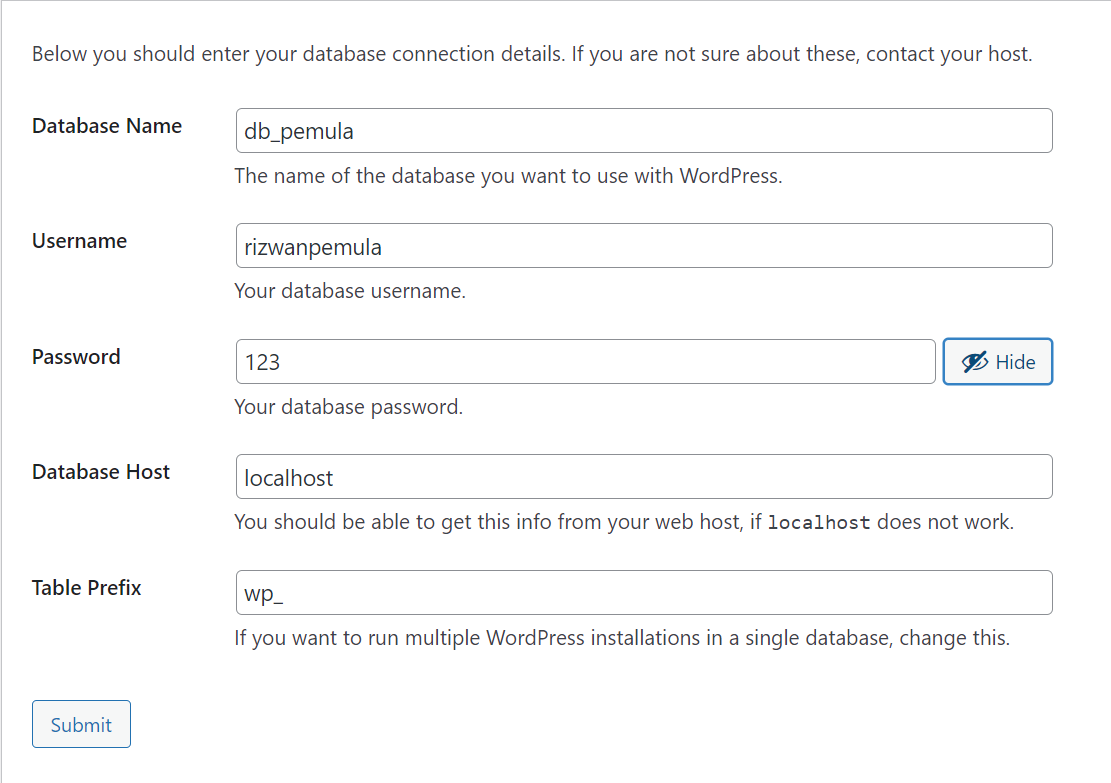 Below you should enter your database connection details. If you are not sure about these, contact your host.
Database Name
db_pemula
The name of the database you want to use with WordPress.
Username
rizwanpemula
Your database username.
Password
123
Hide
Your database password.
Database Host
localhost
You should be able to get this info from your web host, if localhost does not work.
Table Prefix
wp_
If you want to run multiple WordPress installations in a single database, change this.
Submit